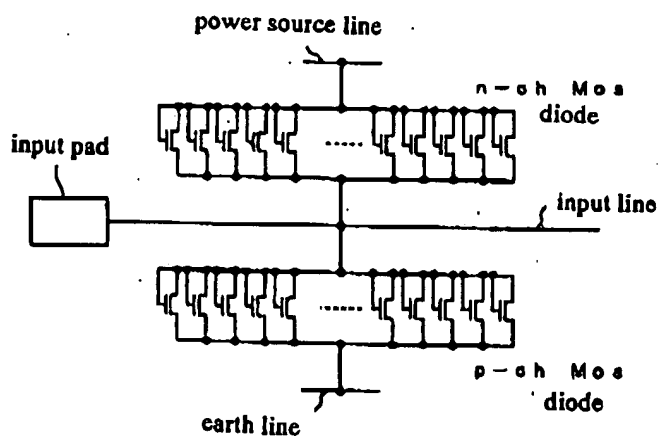 power source line
n-ch Mos
diode
input pad
input line
p-ch Mos
diode
earth line